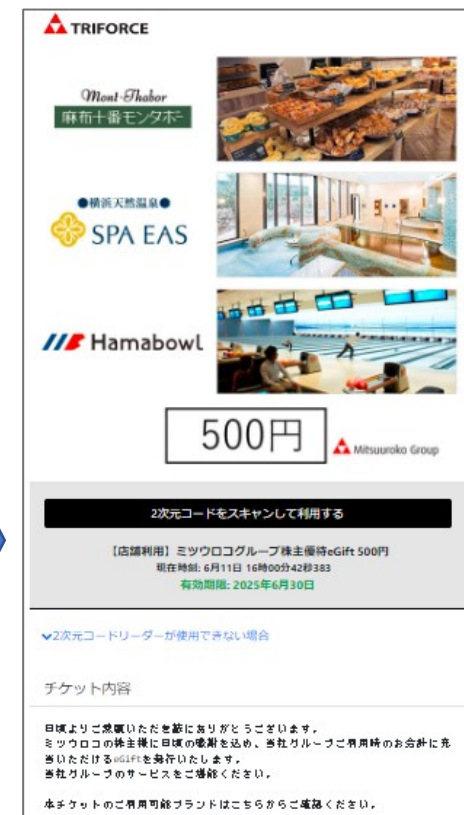 TRIFORCE
Mont-Thabor
麻布十番モンタボー
●横浜天然温泉●
SPA EAS
Hamabowl
500円
Mitsuuroko Group
2次元コードをスキャンして利用する
【店舗利用】ミツウロコグループ株主優待eGift 500円
現在時刻: 6月11日 16時00分42秒383
有効期限: 2025年6月30日
2次元コードリーダーが使用できない場合
チケット内容
日頃よりご愛顧いただき誠にありがとうございます。
ミツウロコの株主様に日頃の感謝を込め、当社グループご利用時のお会計に充
当いただけるeGiftを発行いたします。
当社グループのサービスをご堪能ください。
本チケットのご利用可能ブランドはこちらからご確認ください。